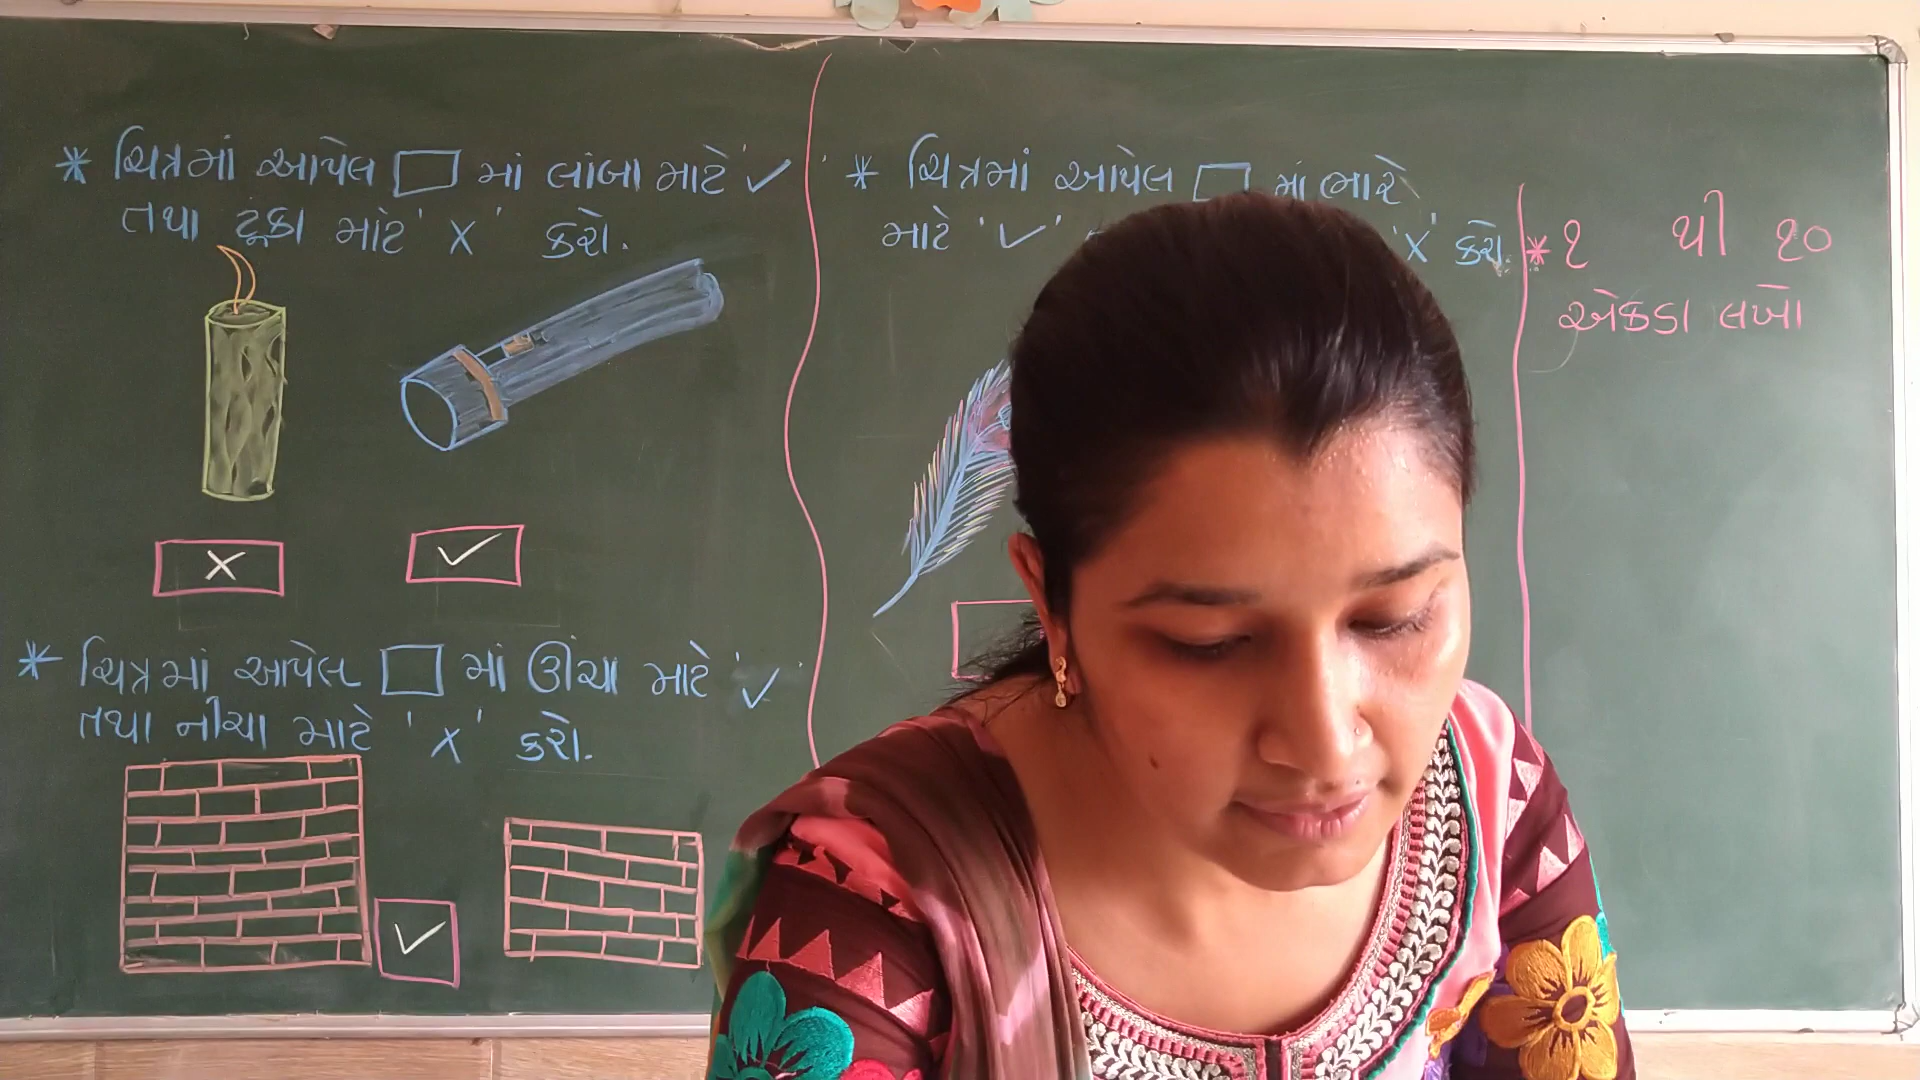 * ચિત્રમાં આપેલ □ માં લાંબા માટે '✓'
તથા ટૂંકા માટે 'X' કરો.
* ચિત્રમાં આપેલ □ માં ઊંચા માટે '✓'
તથા નીચા માટે 'X' કરો.
* ચિત્રમાં આપેલ □ માં ભારે
માટે '✓' 'X' કરો.
* ૧ થી ૧૦
એકડા લખો